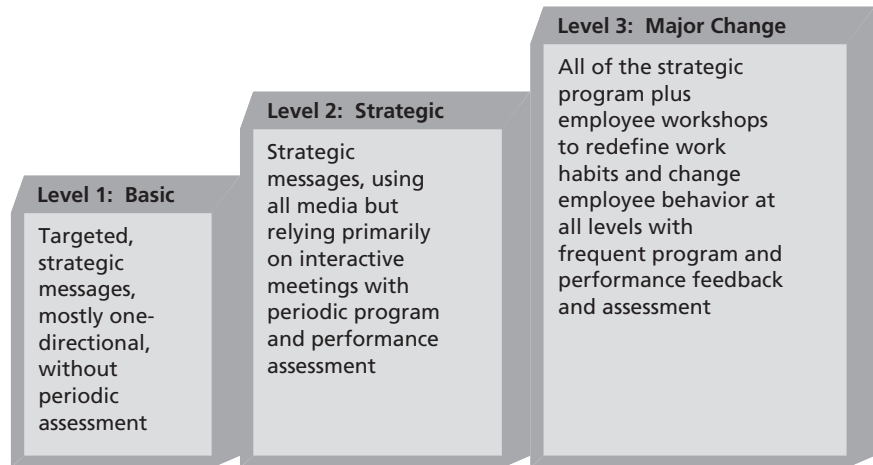 Level 1: Basic
Targeted,
strategic
messages,
mostly one-
directional,
without
periodic
assessment
Level 2: Strategic
Strategic
messages, using
all media but
relying primarily
on interactive
meetings with
periodic program
and performance
assessment
Level 3: Major Change
All of the strategic
program plus
employee workshops
to redefine work
habits and change
employee behavior at
all levels with
frequent program and
performance feedback
and assessment